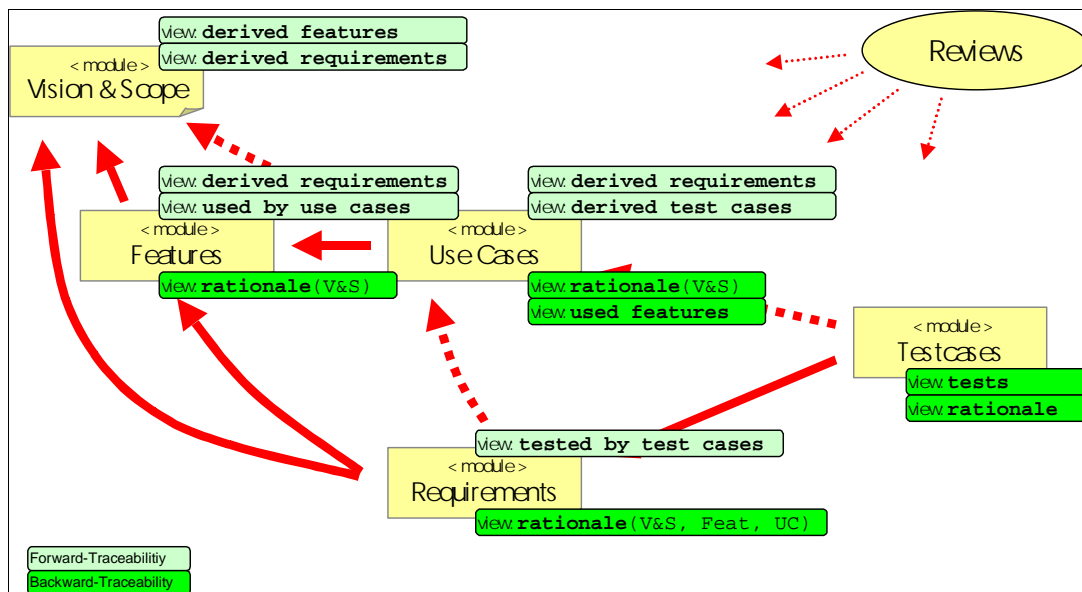 view: derived features
view: derived requirements
< module >
Vision & Scope
Reviews
view: derived requirements
view: used by use cases
< module >
Features
view: rationale(V&S)
view: derived requirements
view: derived test cases
< module >
Use Cases
view: rationale(V&S)
view: used features
< module >
Testcases
view: tests
view: rationale
view: tested by test cases
< module >
Requirements
view: rationale(V&S, Feat, UC)
Forward-Traceabilitiy
Backward-Traceability